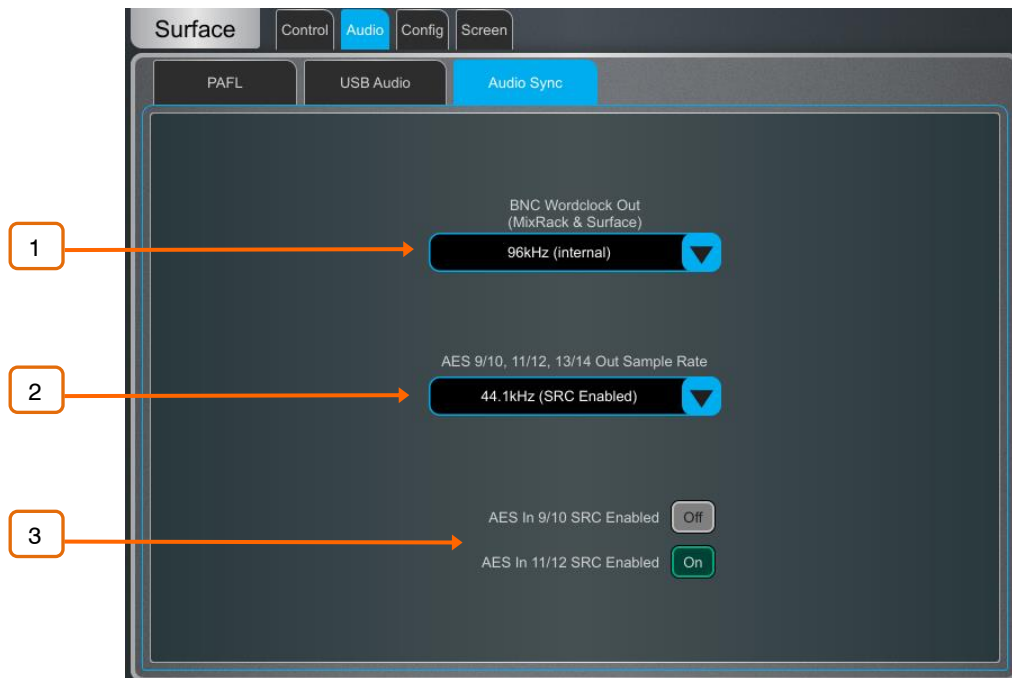 Surface Control Audio Config Screen
PAFL USB Audio Audio Sync
BNC Wordclock Out
(MixRack & Surface)
1 96kHz (internal)
AES 9/10, 11/12, 13/14 Out Sample Rate
2 44.1kHz (SRC Enabled)
AES In 9/10 SRC Enabled Off
3
AES In 11/12 SRC Enabled On